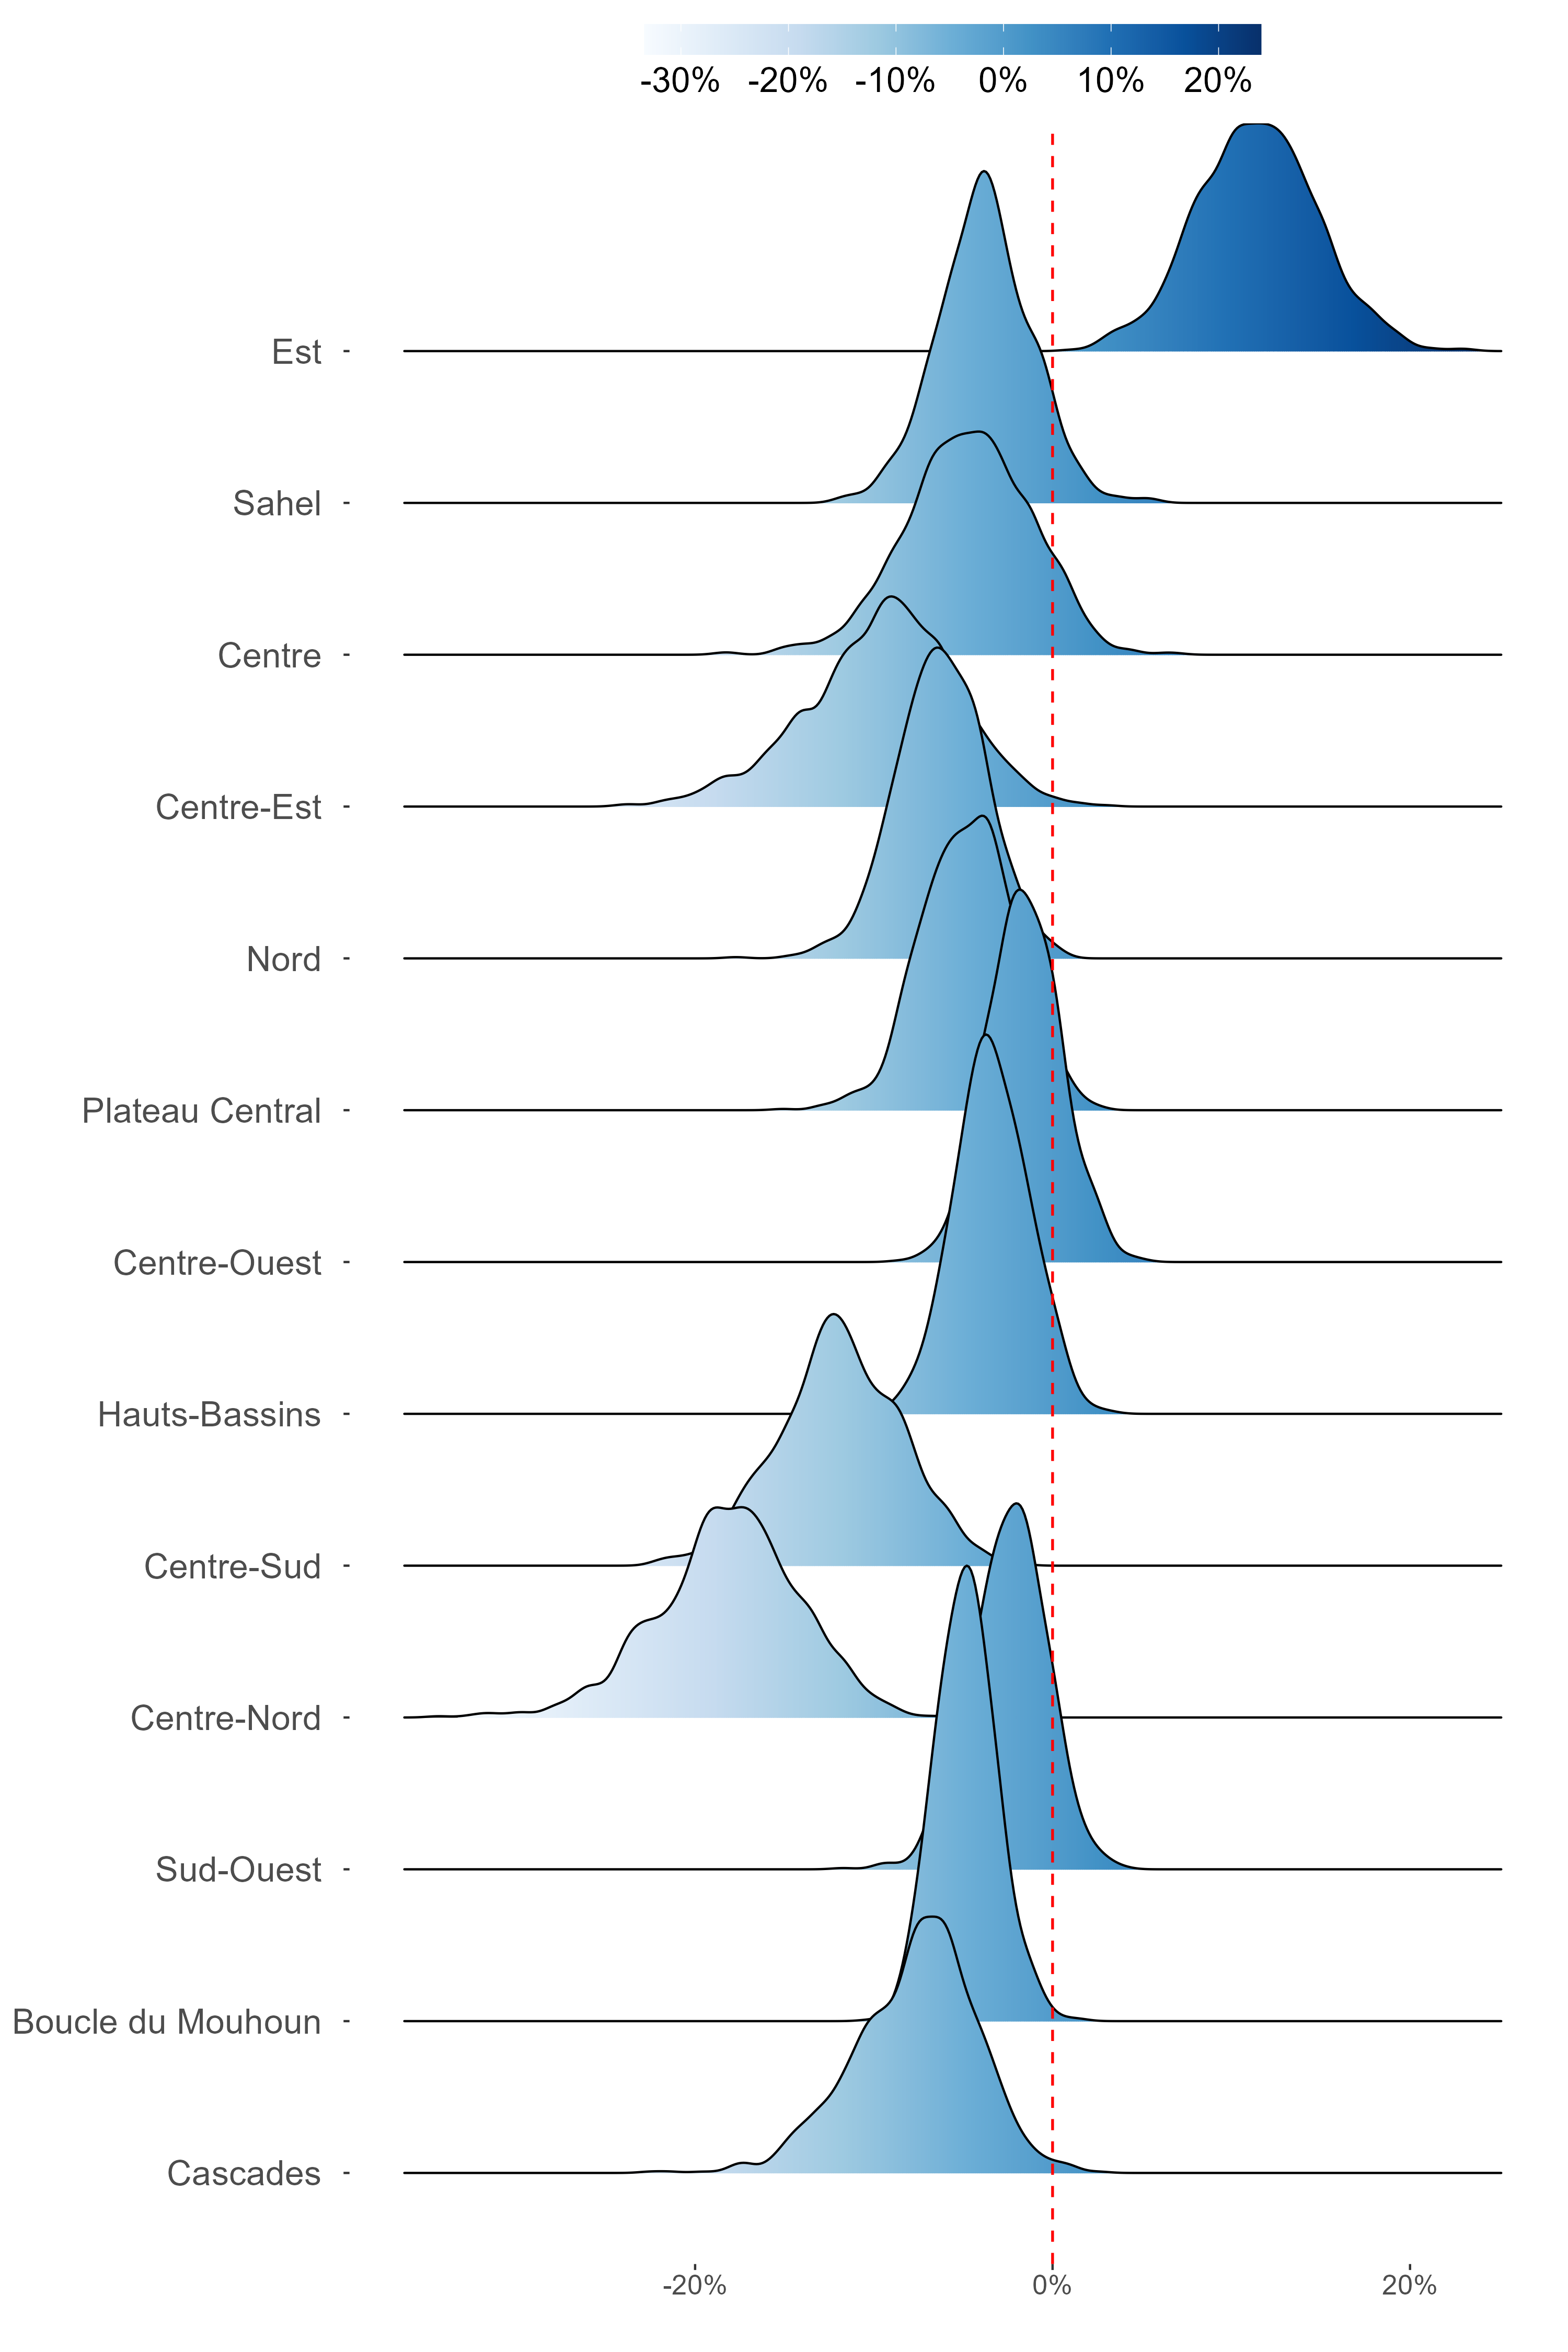 -30% -20% -10% 0% 10% 20%
Est
Sahel
Centre
Centre-Est
Nord
Plateau Central
Centre-Ouest
Hauts-Bassins
Centre-Sud
Centre-Nord
Sud-Ouest
Boucle du Mouhoun
Cascades
-20% 0% 20%